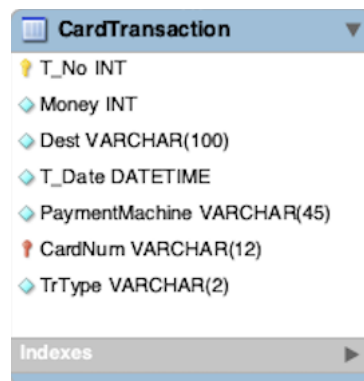 CardTransaction
T_No INT
Money INT
Dest VARCHAR(100)
T_Date DATETIME
PaymentMachine VARCHAR(45)
CardNum VARCHAR(12)
TrType VARCHAR(2)
Indexes